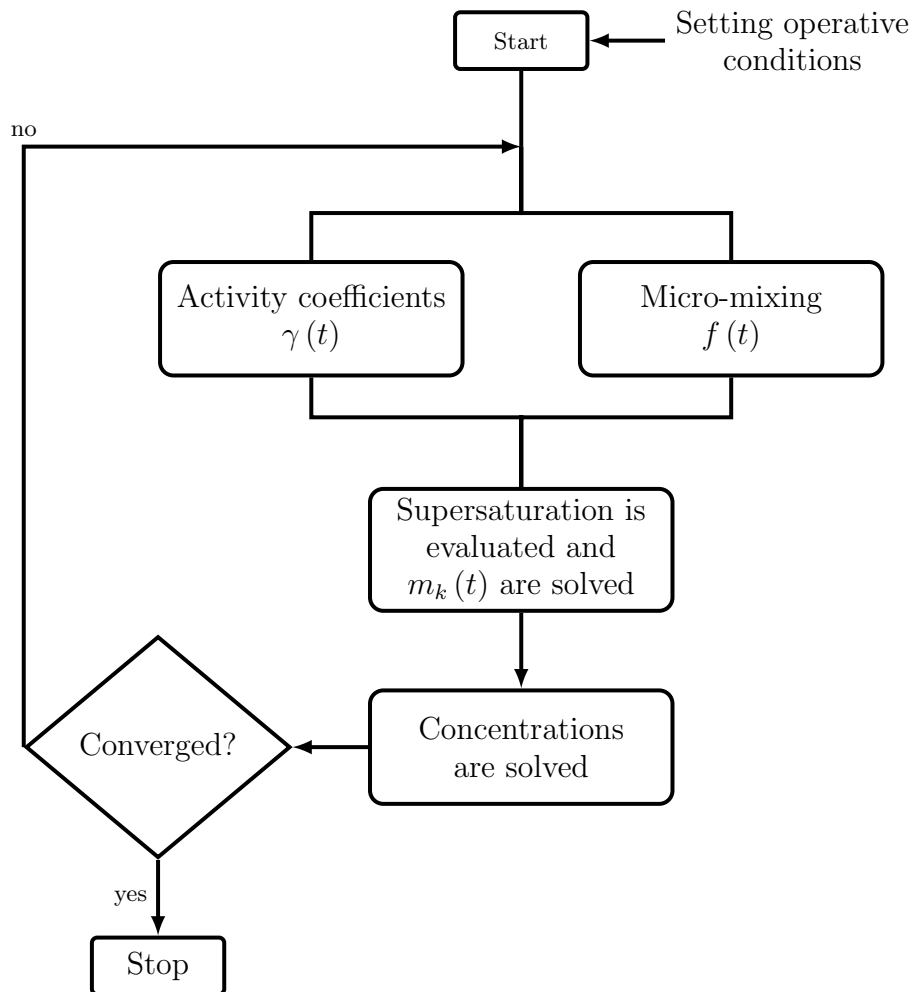 Start
Setting operative
conditions
no
Activity coefficients
γ (t)
Micro-mixing
f (t)
Supersaturation is
evaluated and
m_k (t) are solved
Converged?
Concentrations
are solved
yes
Stop